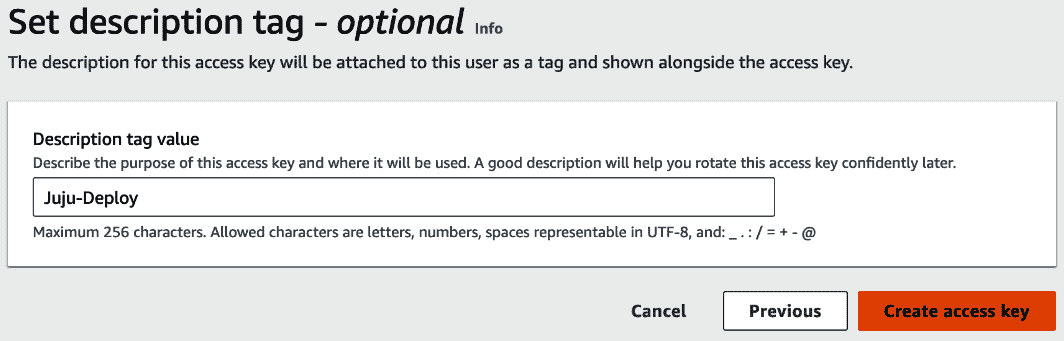 Set description tag - optional Info
The description for this access key will be attached to this user as a tag and shown alongside the access key.
Description tag value
Describe the purpose of this access key and where it will be used. A good description will help you rotate this access key confidently later.
Juju-Deploy
Maximum 256 characters. Allowed characters are letters, numbers, spaces representable in UTF-8, and: _ . : / = + - @
Cancel Previous Create access key